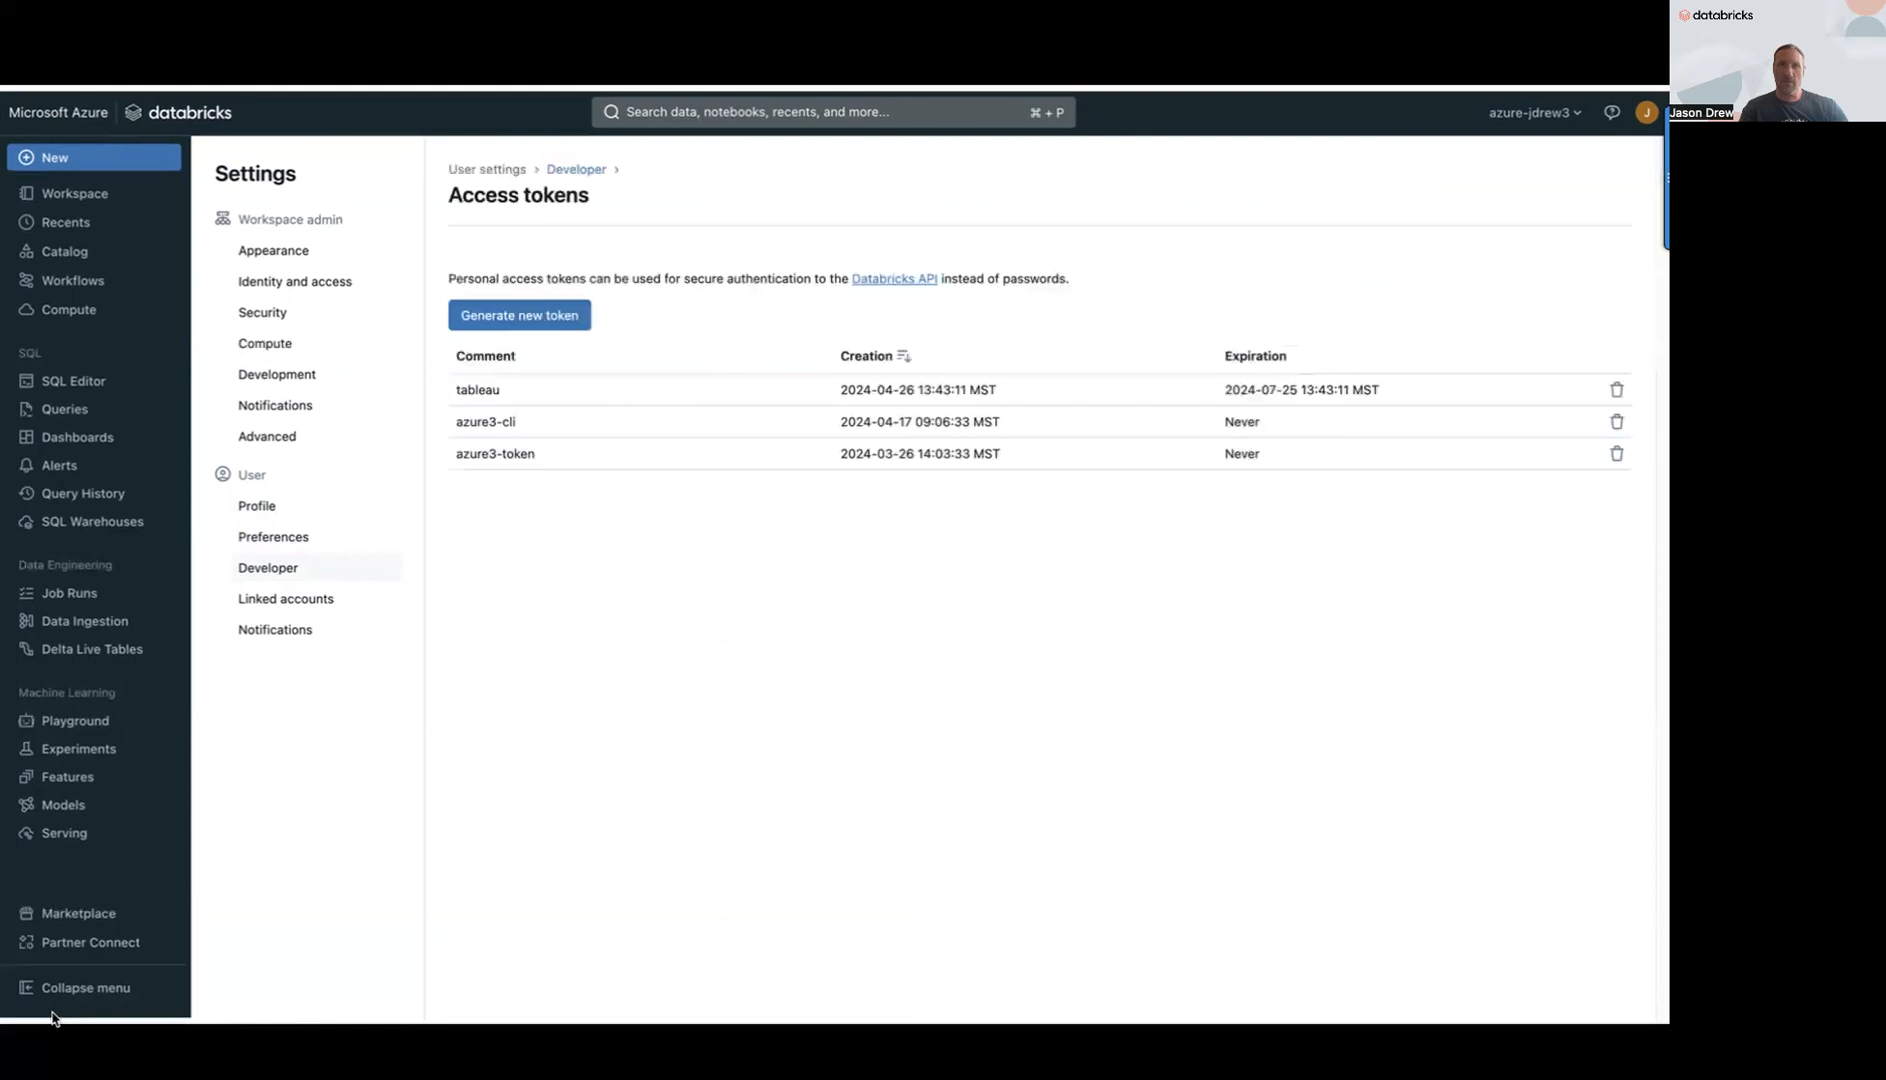 databricks
Jason Drew
Microsoft Azure databricks
Search data, notebooks, recents, and more... ⌘ + P
azure-jdrew3
J
New
Workspace
Recents
Catalog
Workflows
Compute
SQL
SQL Editor
Queries
Dashboards
Alerts
Query History
SQL Warehouses
Data Engineering
Job Runs
Data Ingestion
Delta Live Tables
Machine Learning
Playground
Experiments
Features
Models
Serving
Marketplace
Partner Connect
Collapse menu
Settings
Workspace admin
Appearance
Identity and access
Security
Compute
Development
Notifications
Advanced
User
Profile
Preferences
Developer
Linked accounts
Notifications
User settings › Developer ›
Access tokens
Personal access tokens can be used for secure authentication to the Databricks API instead of passwords.
Generate new token
Comment Creation Expiration
tableau 2024-04-26 13:43:11 MST 2024-07-25 13:43:11 MST
azure3-cli 2024-04-17 09:06:33 MST Never
azure3-token 2024-03-26 14:03:33 MST Never